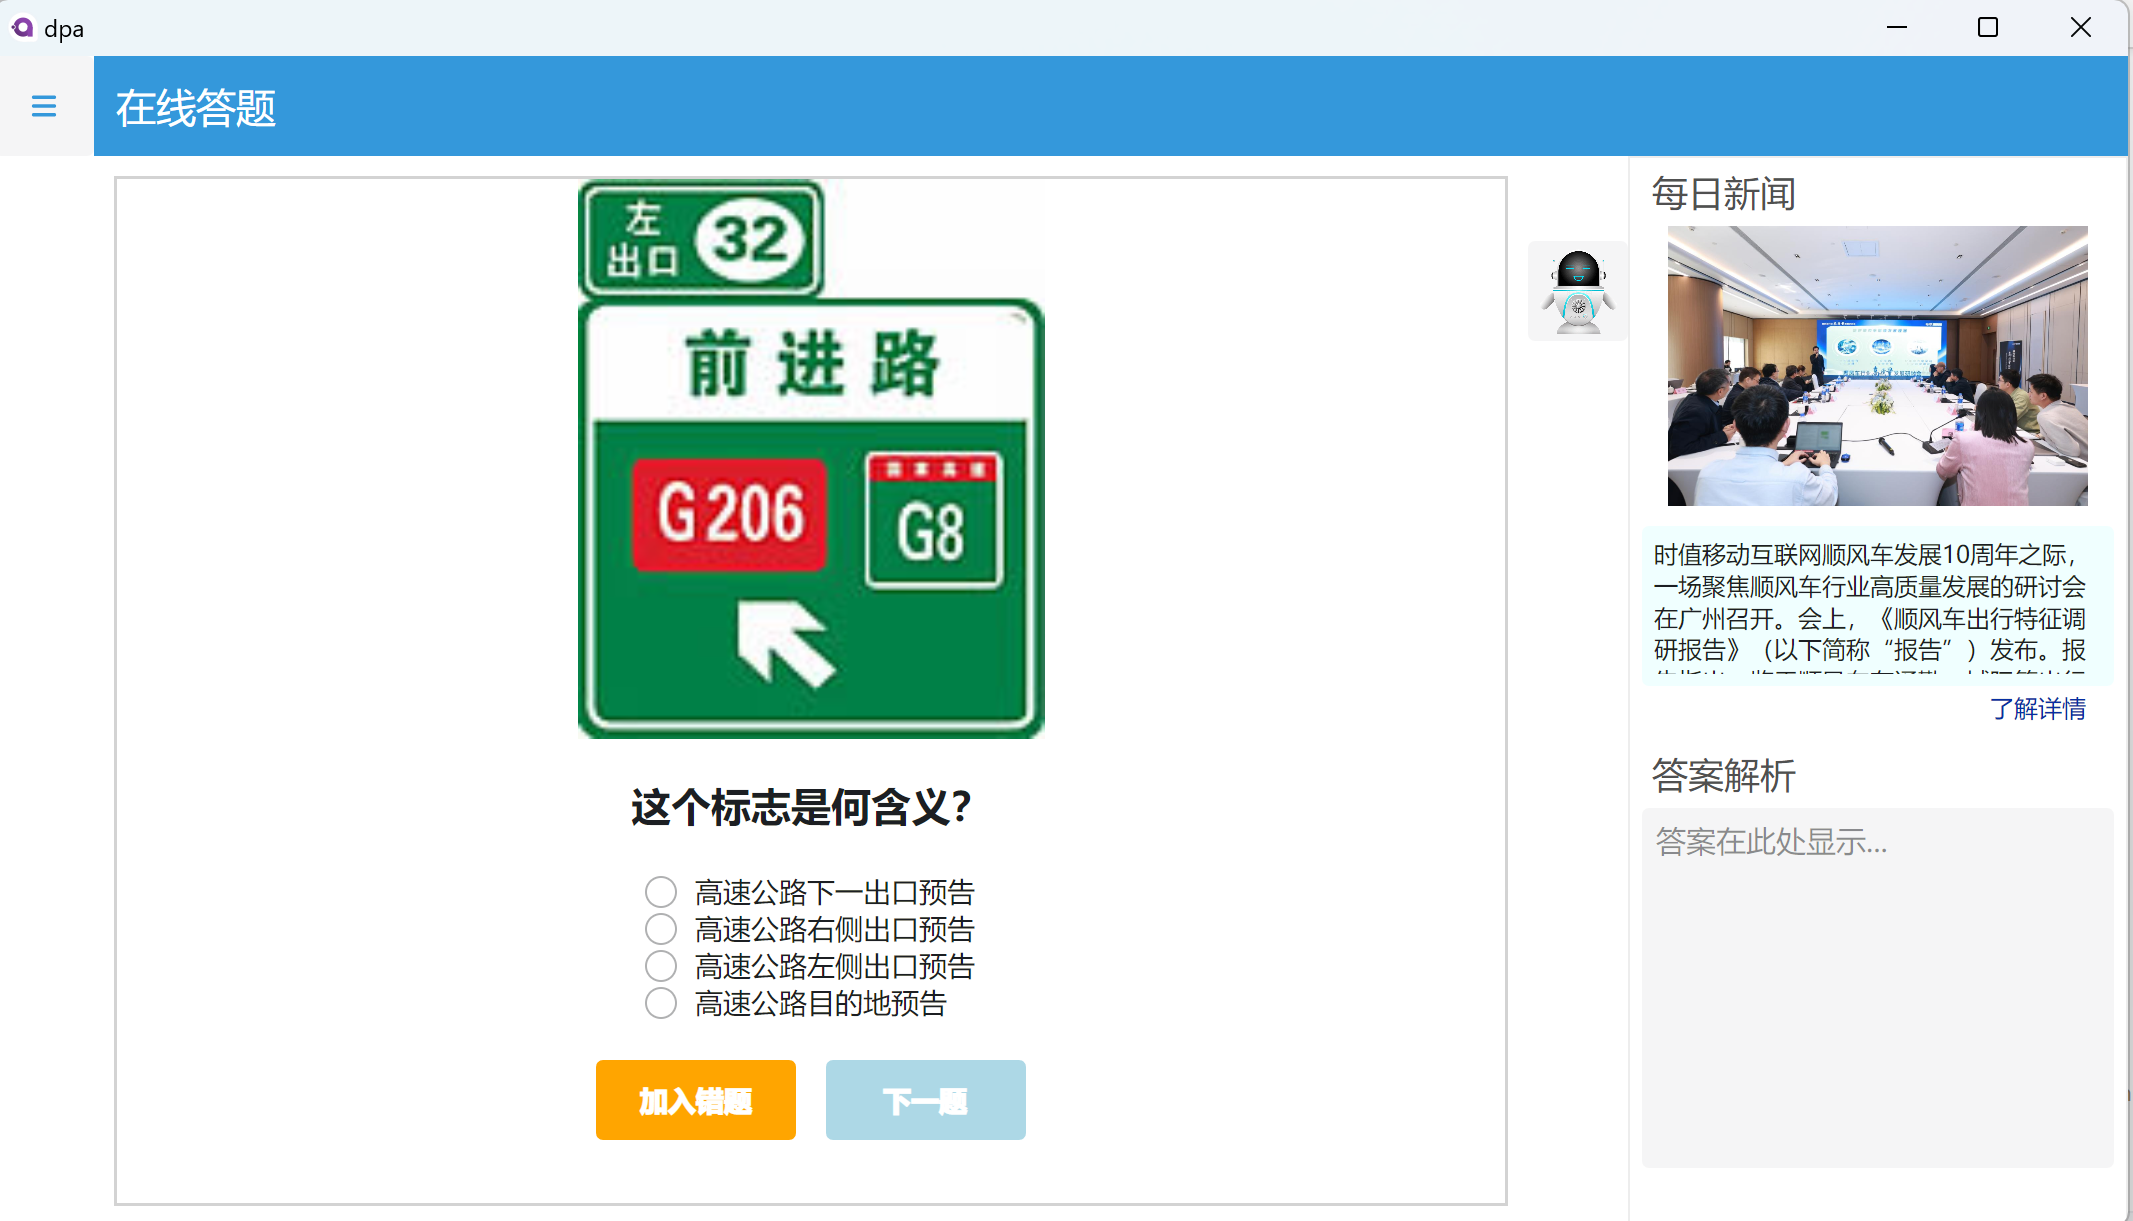 dpa
在线答题
左
出口
32
前进路
G206
G8
这个标志是何含义？
高速公路下一出口预告
高速公路右侧出口预告
高速公路左侧出口预告
高速公路目的地预告
加入错题
下一题
每日新闻
时值移动互联网顺风车发展10周年之际，
一场聚焦顺风车行业高质量发展的研讨会
在广州召开。会上，《顺风车出行特征调
研报告》（以下简称“报告”）发布。报
了解详情
答案解析
答案在此处显示...